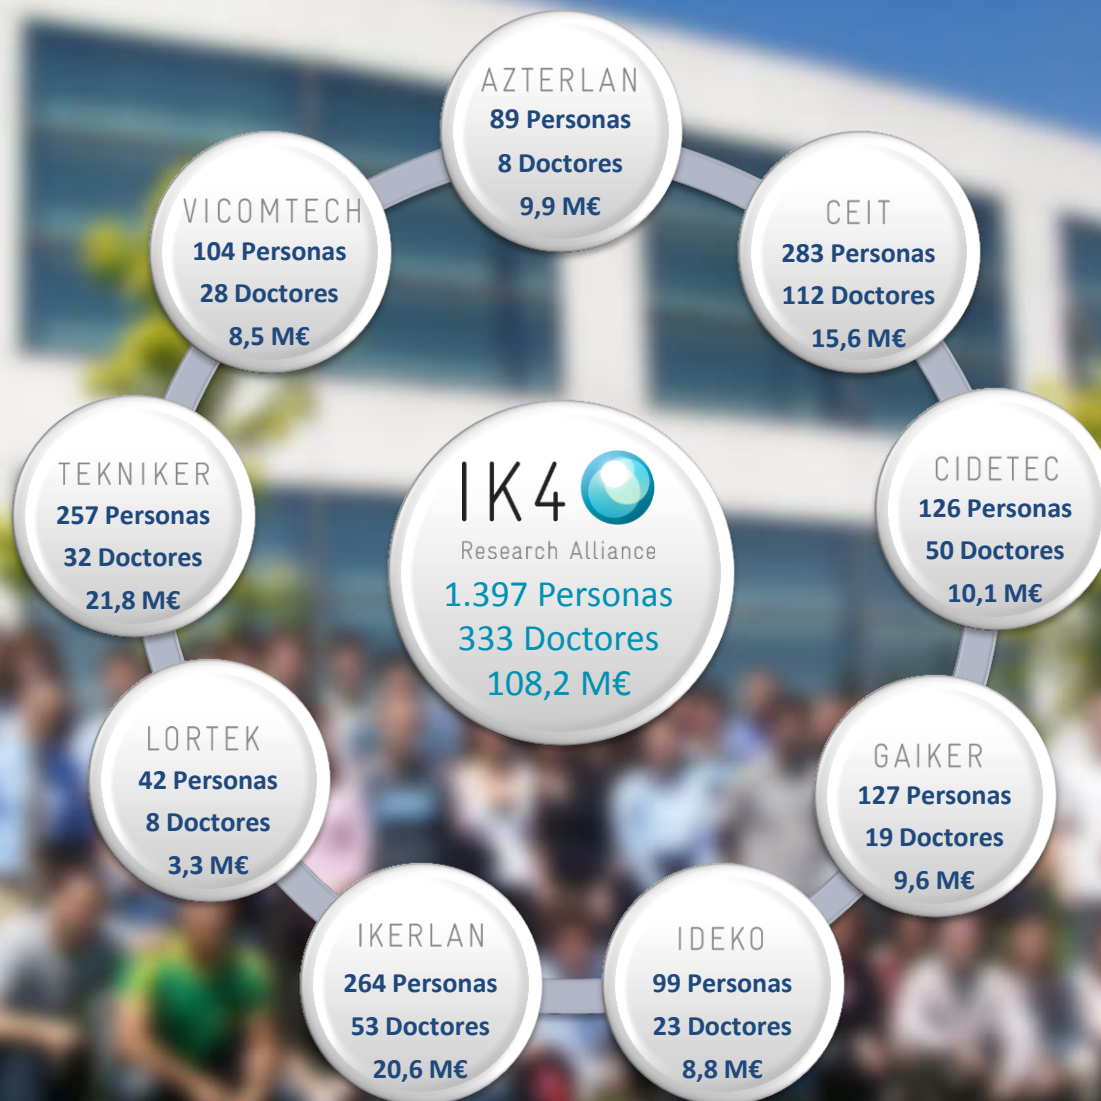 AZTERLAN
89 Personas
8 Doctores
9,9 M€
CEIT
283 Personas
112 Doctores
15,6 M€
CIDETEC
126 Personas
50 Doctores
10,1 M€
GAIKER
127 Personas
19 Doctores
9,6 M€
IDEKO
99 Personas
23 Doctores
8,8 M€
IKERLAN
264 Personas
53 Doctores
20,6 M€
LORTEK
42 Personas
8 Doctores
3,3 M€
TEKNIKER
257 Personas
32 Doctores
21,8 M€
VICOMTECH
104 Personas
28 Doctores
8,5 M€
IK4
Research Alliance
1.397 Personas
333 Doctores
108,2 M€